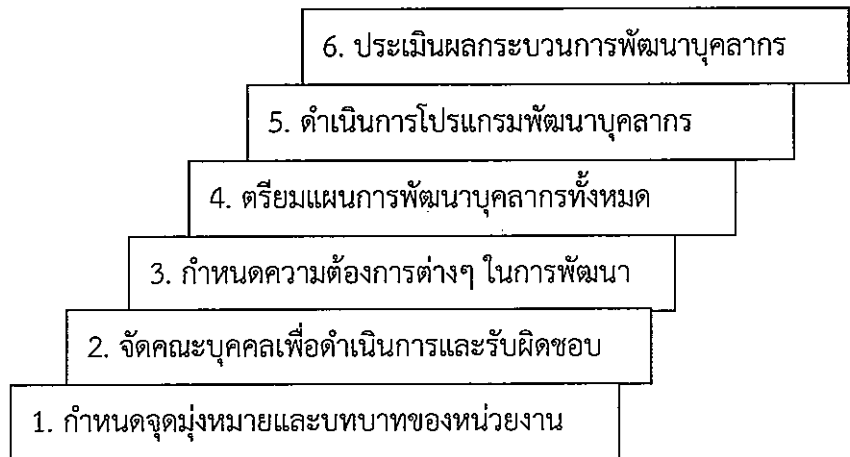 6. ประเมินผลกระบวนการพัฒนาบุคลากร
5. ดำเนินการโปรแกรมพัฒนาบุคลากร
4. ตรียมแผนการพัฒนาบุคลากรทั้งหมด
3. กำหนดความต้องการต่างๆ ในการพัฒนา
2. จัดคณะบุคคลเพื่อดำเนินการและรับผิดชอบ
1. กำหนดจุดมุ่งหมายและบทบาทของหน่วยงาน